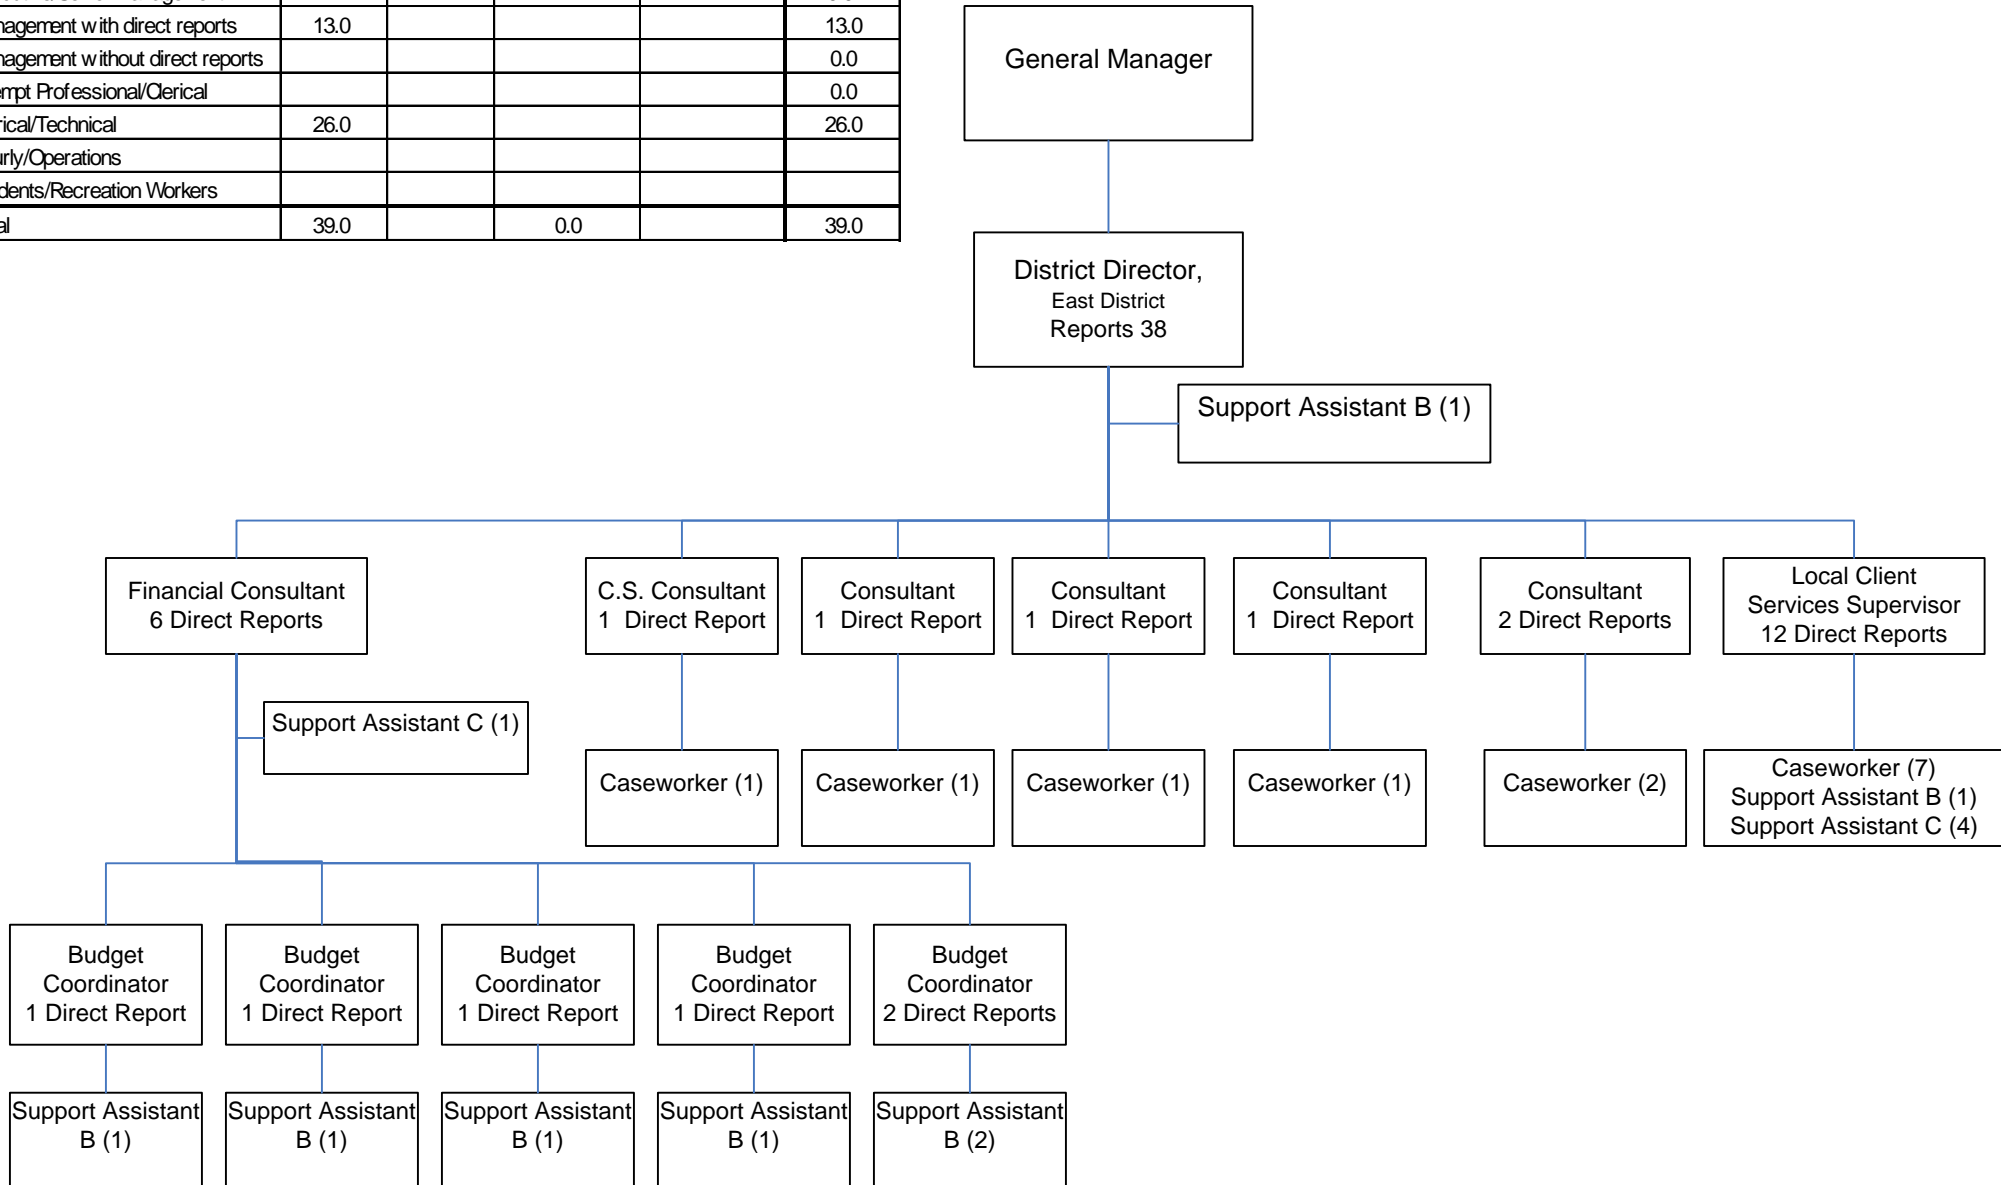 nagement with direct reports 13.0 13.0
nagement without direct reports 0.0
empt Professional/Clerical 0.0
rical/Technical 26.0 26.0
urly/Operations
dents/Recreation Workers
al 39.0 0.0 39.0
General Manager
District Director,
East District
Reports 38
Support Assistant B (1)
Financial Consultant
6 Direct Reports
C.S. Consultant
1 Direct Report
Consultant
1 Direct Report
Consultant
1 Direct Report
Consultant
1 Direct Report
Consultant
2 Direct Reports
Local Client
Services Supervisor
12 Direct Reports
Support Assistant C (1)
Caseworker (1)
Caseworker (1)
Caseworker (1)
Caseworker (1)
Caseworker (2)
Caseworker (7)
Support Assistant B (1)
Support Assistant C (4)
Budget
Coordinator
1 Direct Report
Budget
Coordinator
1 Direct Report
Budget
Coordinator
1 Direct Report
Budget
Coordinator
1 Direct Report
Budget
Coordinator
2 Direct Reports
Support Assistant
B (1)
Support Assistant
B (1)
Support Assistant
B (1)
Support Assistant
B (1)
Support Assistant
B (2)